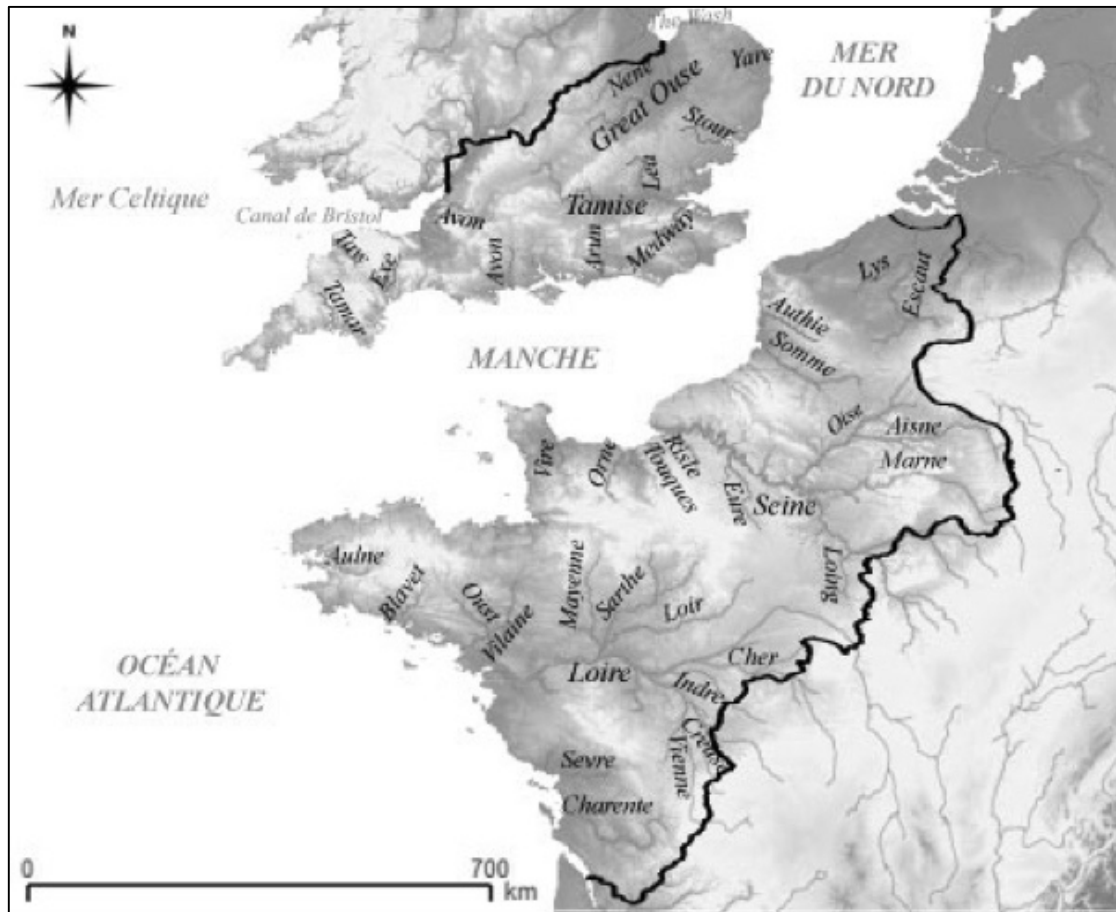 N
The Wash
MER
DU NORD
Yare
Nene
Great Ouse
Stour
Lea
Mer Celtique
Canal de Bristol
Avon
Tamise
Taw
Exe
Avon
Arun
Medway
Tamar
Lys
Escaut
Authie
MANCHE
Somme
Oise
Aisne
Vire
Orne
Risle
Touques
Marne
Eure
Seine
Aulne
Blavet
Oust
Vilaine
Mayenne
Sarthe
Loir
Loing
OCÉAN
ATLANTIQUE
Loire
Cher
Indre
Creuse
Vienne
Sevre
Charente
0
700
km